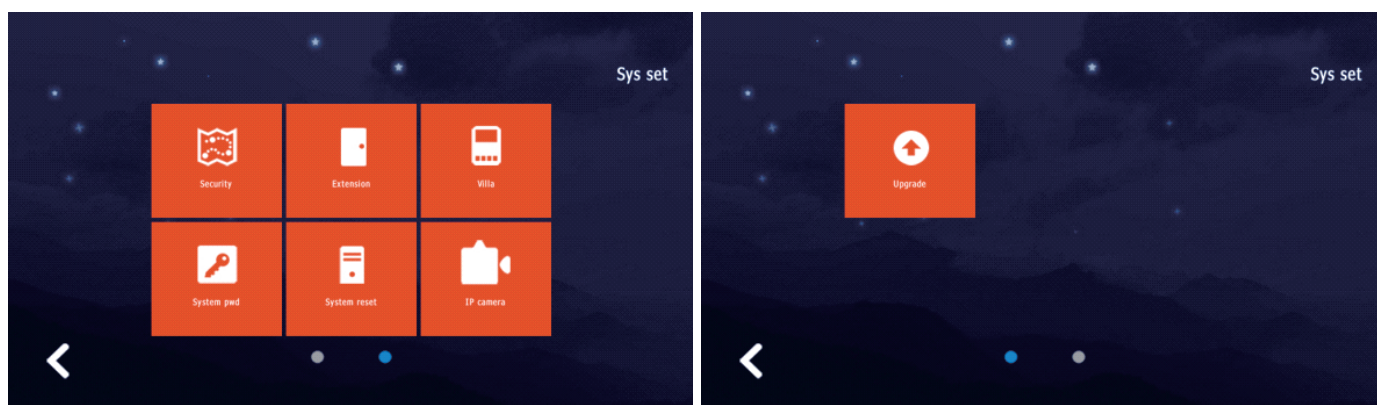 Sys set
Security
Extension
Villa
System pwd
System reset
IP camera
Sys set
Upgrade